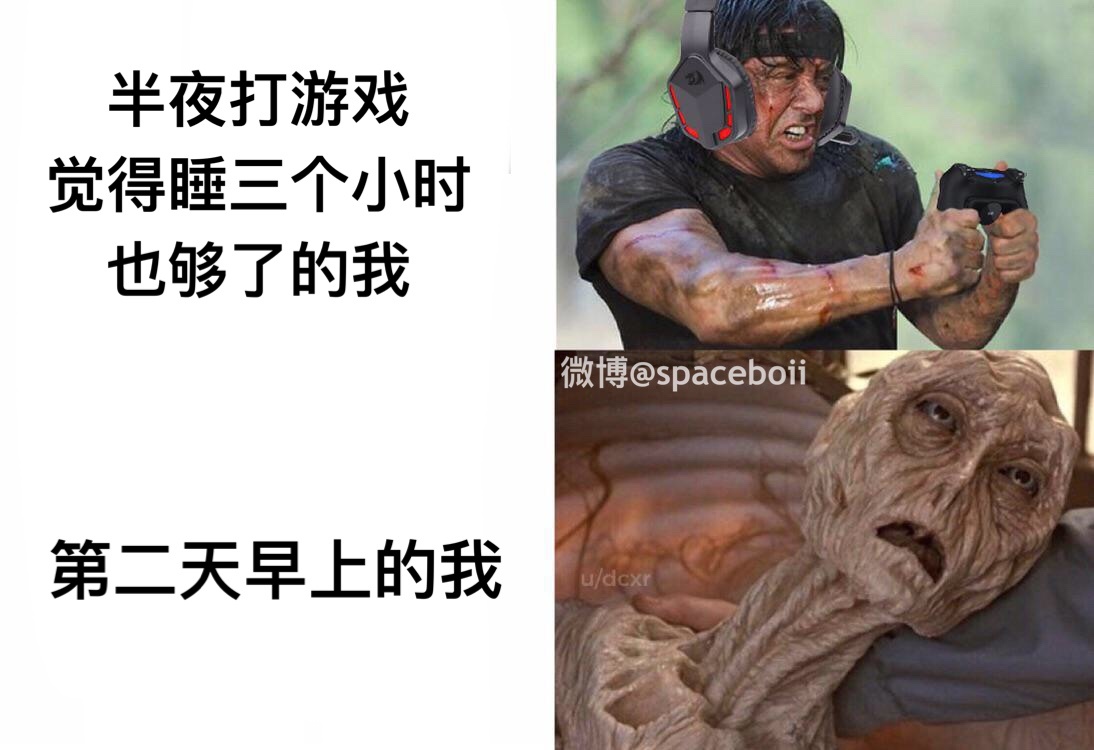 半夜打游戏
觉得睡三个小时
也够了的我
微博@spaceboii
第二天早上的我
u/dcxr